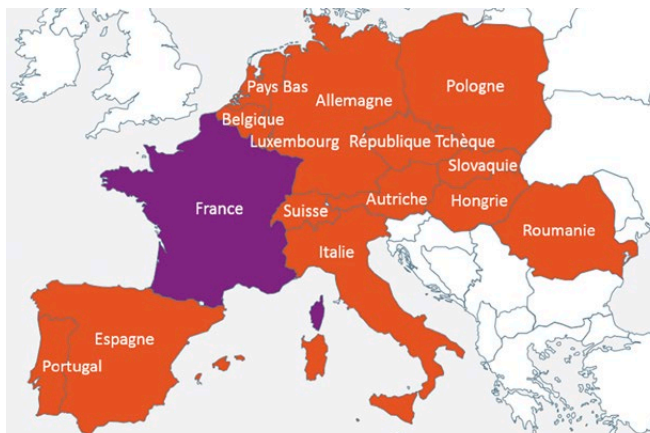 Pays Bas
Pologne
Allemagne
Belgique
Luxembourg
République Tchèque
Slovaquie
Autriche
Hongrie
France
Suisse
Roumanie
Italie
Espagne
Portugal